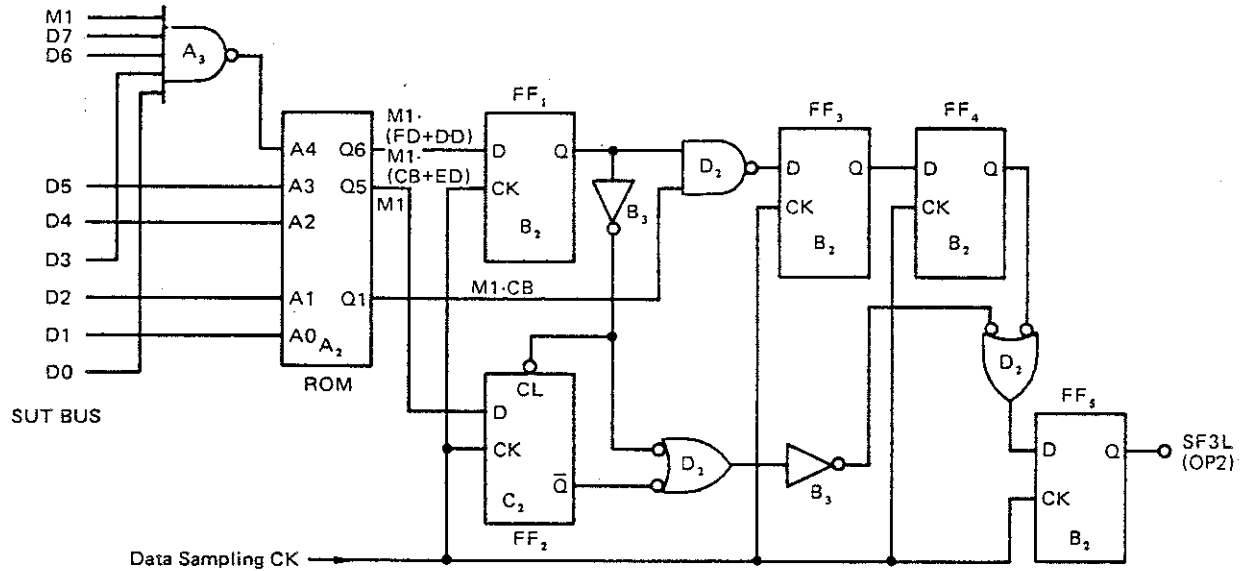 M1
D7
D6
A3
M1·
(FD+DD)
M1·
(CB+ED)
M1
FF1
FF3
FF4
A4 Q6
D Q
D2
D Q
D Q
D5
A3 Q5
CK
CK
CK
D4
A2
B2
B3
B2
B2
D3
D2
A1 Q1
M1·CB
D1
A0
A2
D0
ROM
CL
D2
SUT BUS
D
FF5
CK
D2
D Q
SF3L
(OP2)
C2
Q̅
B3
CK
FF2
B2
Data Sampling CK